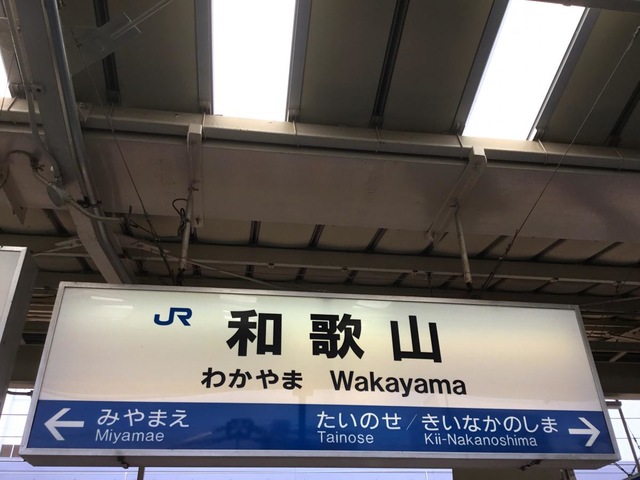 JR 和歌山
わかやま Wakayama
← みやまえ たいのせ/きいなかのしま →
Miyamae Tainose Kii-Nakanoshima